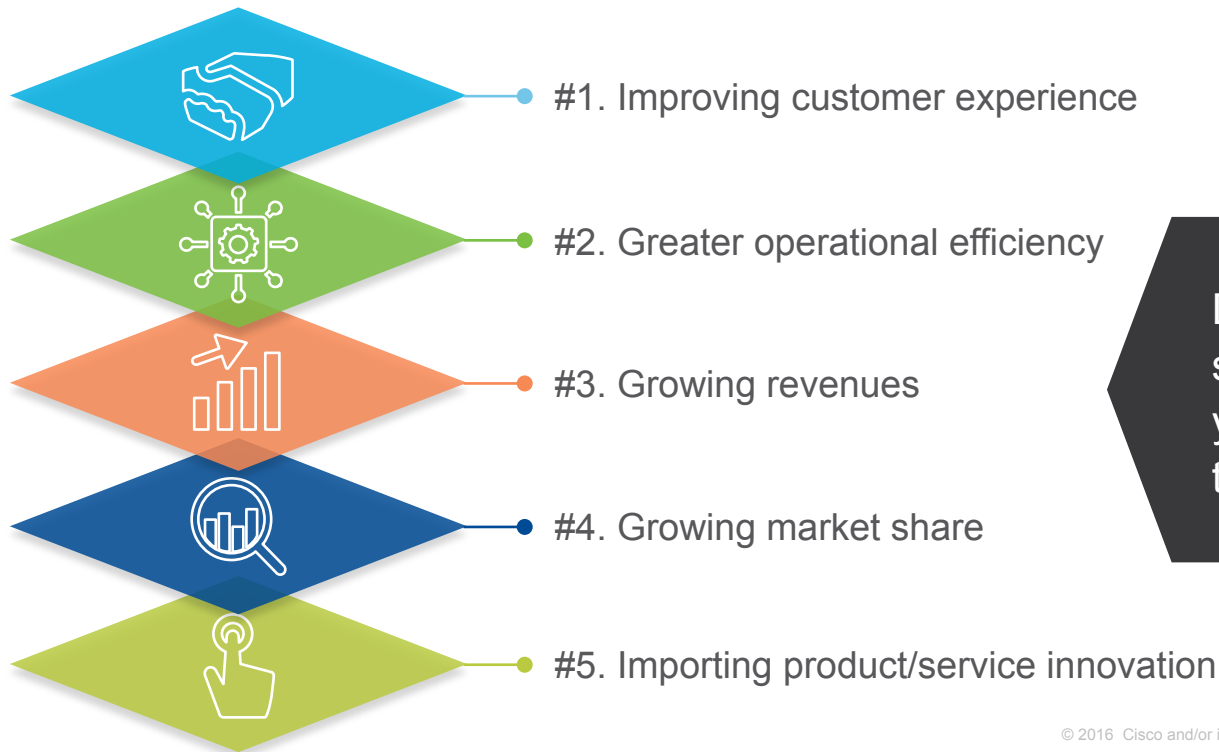 #1. Improving customer experience
#2. Greater operational efficiency
#3. Growing revenues
#4. Growing market share
#5. Importing product/service innovation
© 2016 Cisco and/or i